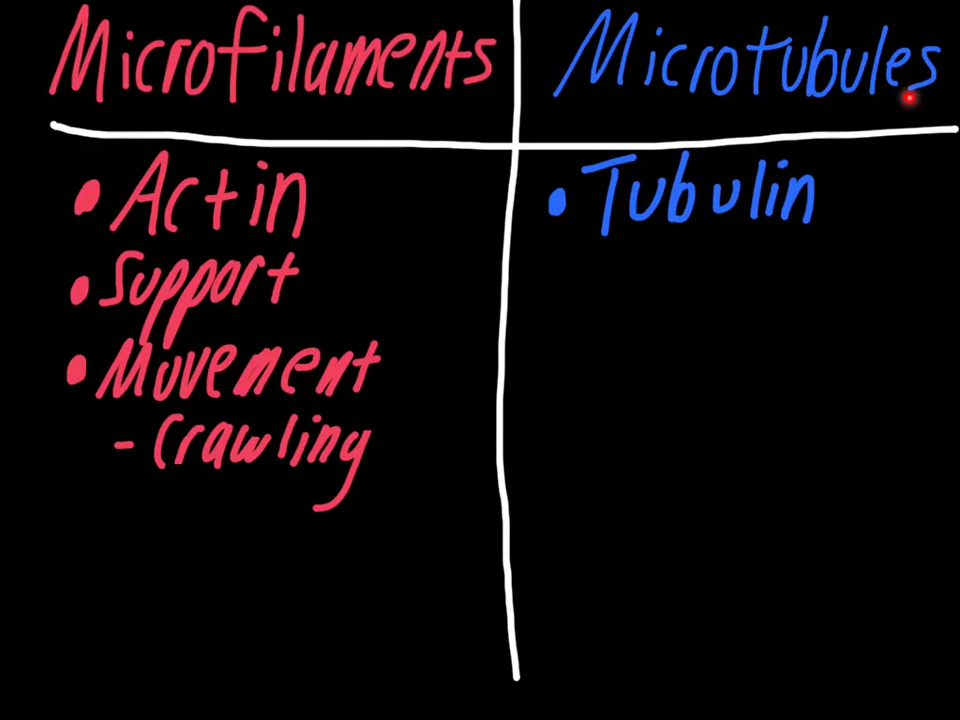 Microfilaments
• Actin
• Support
• Movement
- Crawling
Microtubules
• Tubulin